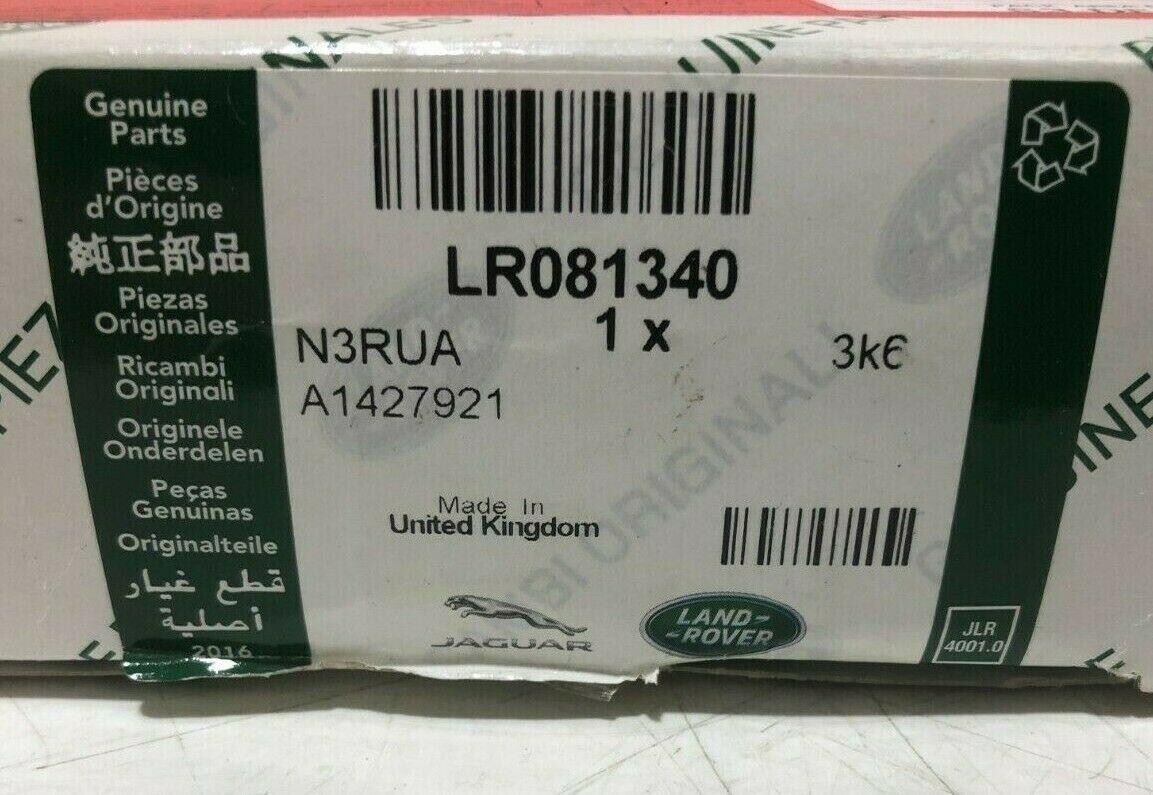 Genuine
Parts
Pièces
d'Origine
純正部品
Piezas
Originales
Ricambi
Originali
Originele
Onderdelen
Peças
Genuinas
Originalteile
قطع غيار
أصلية
2016
LR081340
1 x
N3RUA
3k6
A1427921
Made In
United Kingdom
JAGUAR
LAND-
-ROVER
JLR
4001.0